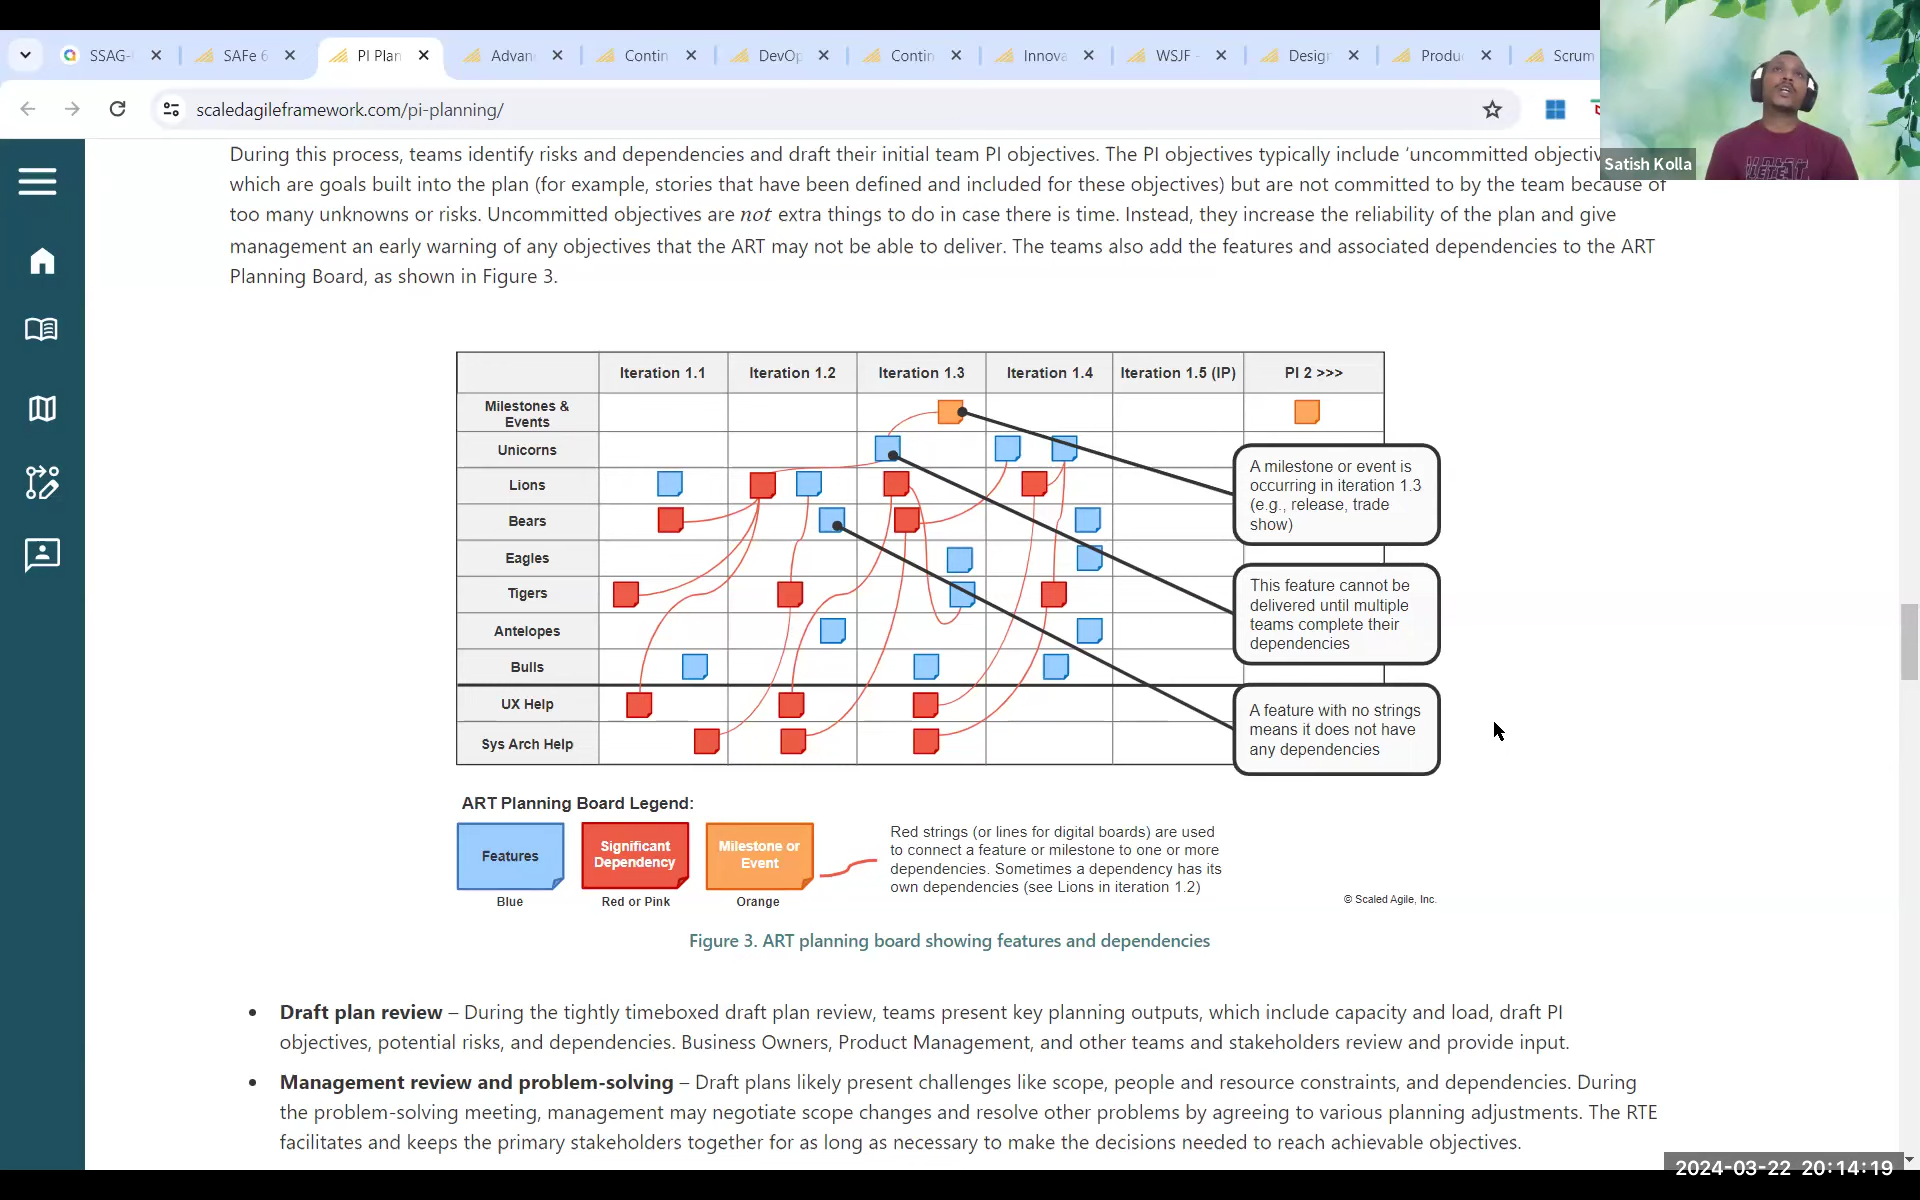 SSAG-
SAFe 6
PI Plan
Advan
Contin
DevOp
Contin
Innova
WSJF -
Design
Produc
Scrum
scaledagileframework.com/pi-planning/
Satish Kolla
During this process, teams identify risks and dependencies and draft their initial team PI objectives. The PI objectives typically include ‘uncommitted objectiv
which are goals built into the plan (for example, stories that have been defined and included for these objectives) but are not committed to by the team because of
too many unknowns or risks. Uncommitted objectives are not extra things to do in case there is time. Instead, they increase the reliability of the plan and give
management an early warning of any objectives that the ART may not be able to deliver. The teams also add the features and associated dependencies to the ART
Planning Board, as shown in Figure 3.
Iteration 1.1 Iteration 1.2 Iteration 1.3 Iteration 1.4 Iteration 1.5 (IP) PI 2 >>>
Milestones &
Events
Unicorns
Lions
Bears
Eagles
Tigers
Antelopes
Bulls
UX Help
Sys Arch Help
A milestone or event is
occurring in iteration 1.3
(e.g., release, trade
show)
This feature cannot be
delivered until multiple
teams complete their
dependencies
A feature with no strings
means it does not have
any dependencies
ART Planning Board Legend:
Features
Blue
Significant
Dependency
Red or Pink
Milestone or
Event
Orange
Red strings (or lines for digital boards) are used
to connect a feature or milestone to one or more
dependencies. Sometimes a dependency has its
own dependencies (see Lions in iteration 1.2)
© Scaled Agile, Inc.
Figure 3. ART planning board showing features and dependencies
• Draft plan review – During the tightly timeboxed draft plan review, teams present key planning outputs, which include capacity and load, draft PI
objectives, potential risks, and dependencies. Business Owners, Product Management, and other teams and stakeholders review and provide input.
• Management review and problem-solving – Draft plans likely present challenges like scope, people and resource constraints, and dependencies. During
the problem-solving meeting, management may negotiate scope changes and resolve other problems by agreeing to various planning adjustments. The RTE
facilitates and keeps the primary stakeholders together for as long as necessary to make the decisions needed to reach achievable objectives.
2024-03-22 20:14:19